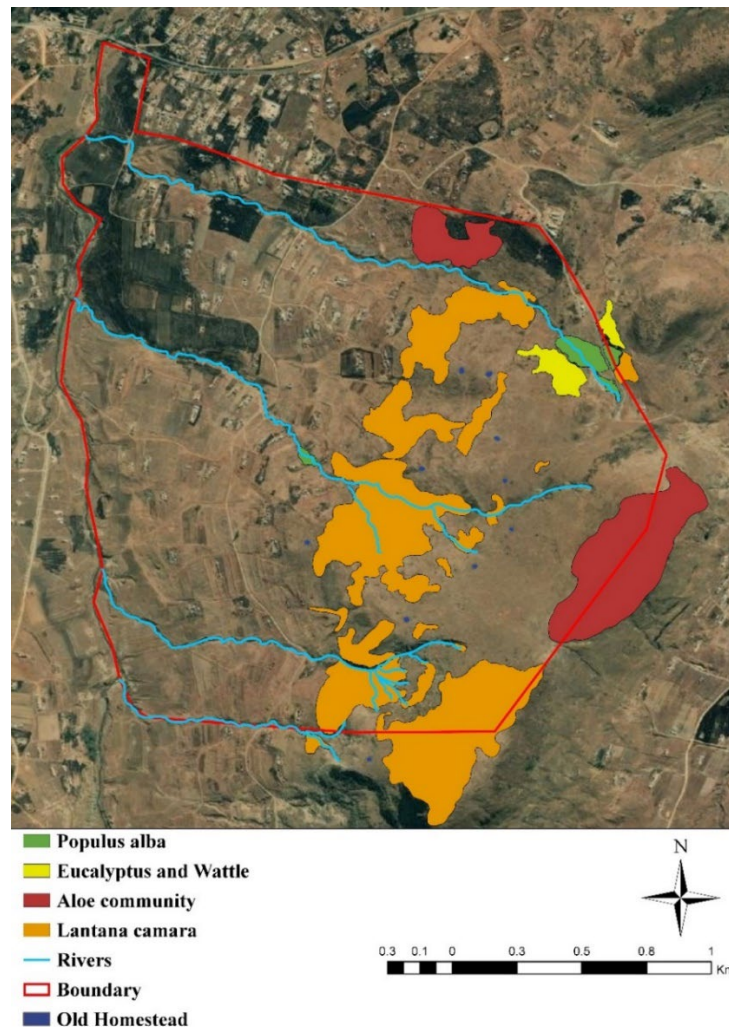 Populus alba
Eucalyptus and Wattle
Aloe community
Lantana camara
Rivers
Boundary
Old Homestead
N
0.3 0.1 0 0.3 0.5 0.8 1
Km